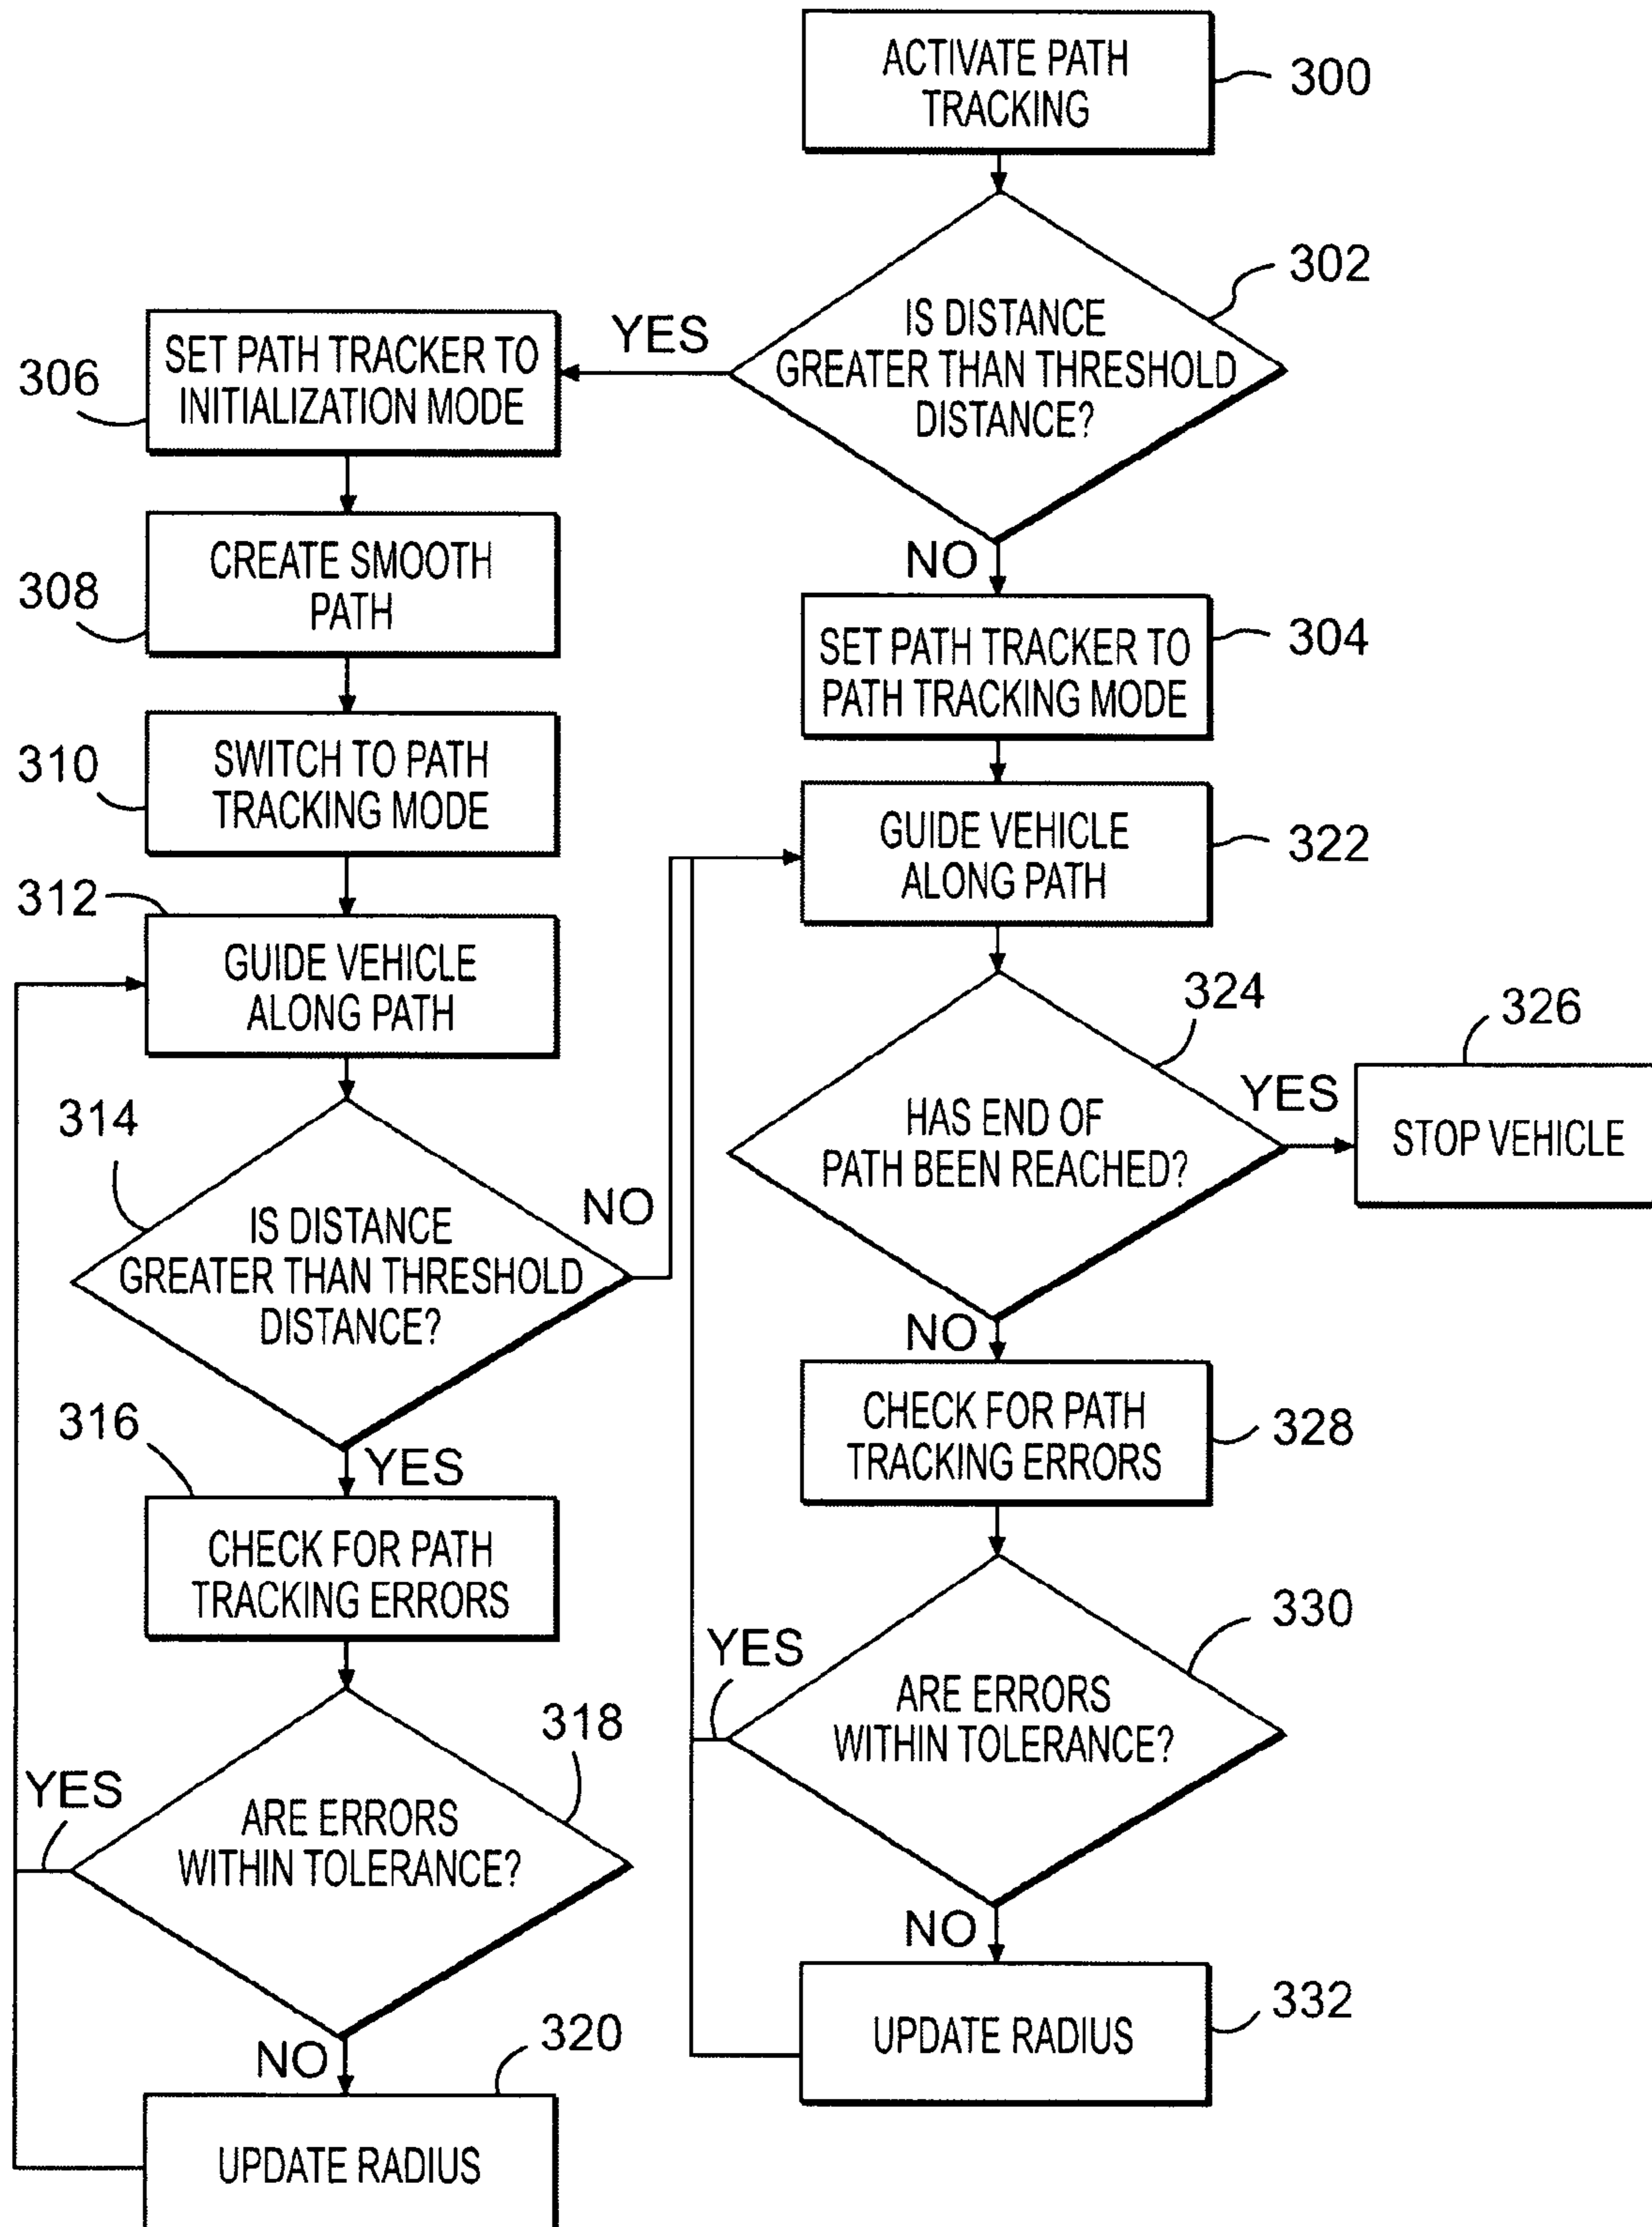 ACTIVATE PATH
TRACKING
300
302
IS DISTANCE
GREATER THAN THRESHOLD
DISTANCE?
YES
NO
306
SET PATH TRACKER TO
INITIALIZATION MODE
308
CREATE SMOOTH
PATH
310
SWITCH TO PATH
TRACKING MODE
312
GUIDE VEHICLE
ALONG PATH
314
IS DISTANCE
GREATER THAN THRESHOLD
DISTANCE?
NO
YES
316
CHECK FOR PATH
TRACKING ERRORS
318
ARE ERRORS
WITHIN TOLERANCE?
YES
NO
320
UPDATE RADIUS
304
SET PATH TRACKER TO
PATH TRACKING MODE
322
GUIDE VEHICLE
ALONG PATH
324
HAS END OF
PATH BEEN REACHED?
YES
326
STOP VEHICLE
NO
328
CHECK FOR PATH
TRACKING ERRORS
330
ARE ERRORS
WITHIN TOLERANCE?
YES
NO
332
UPDATE RADIUS